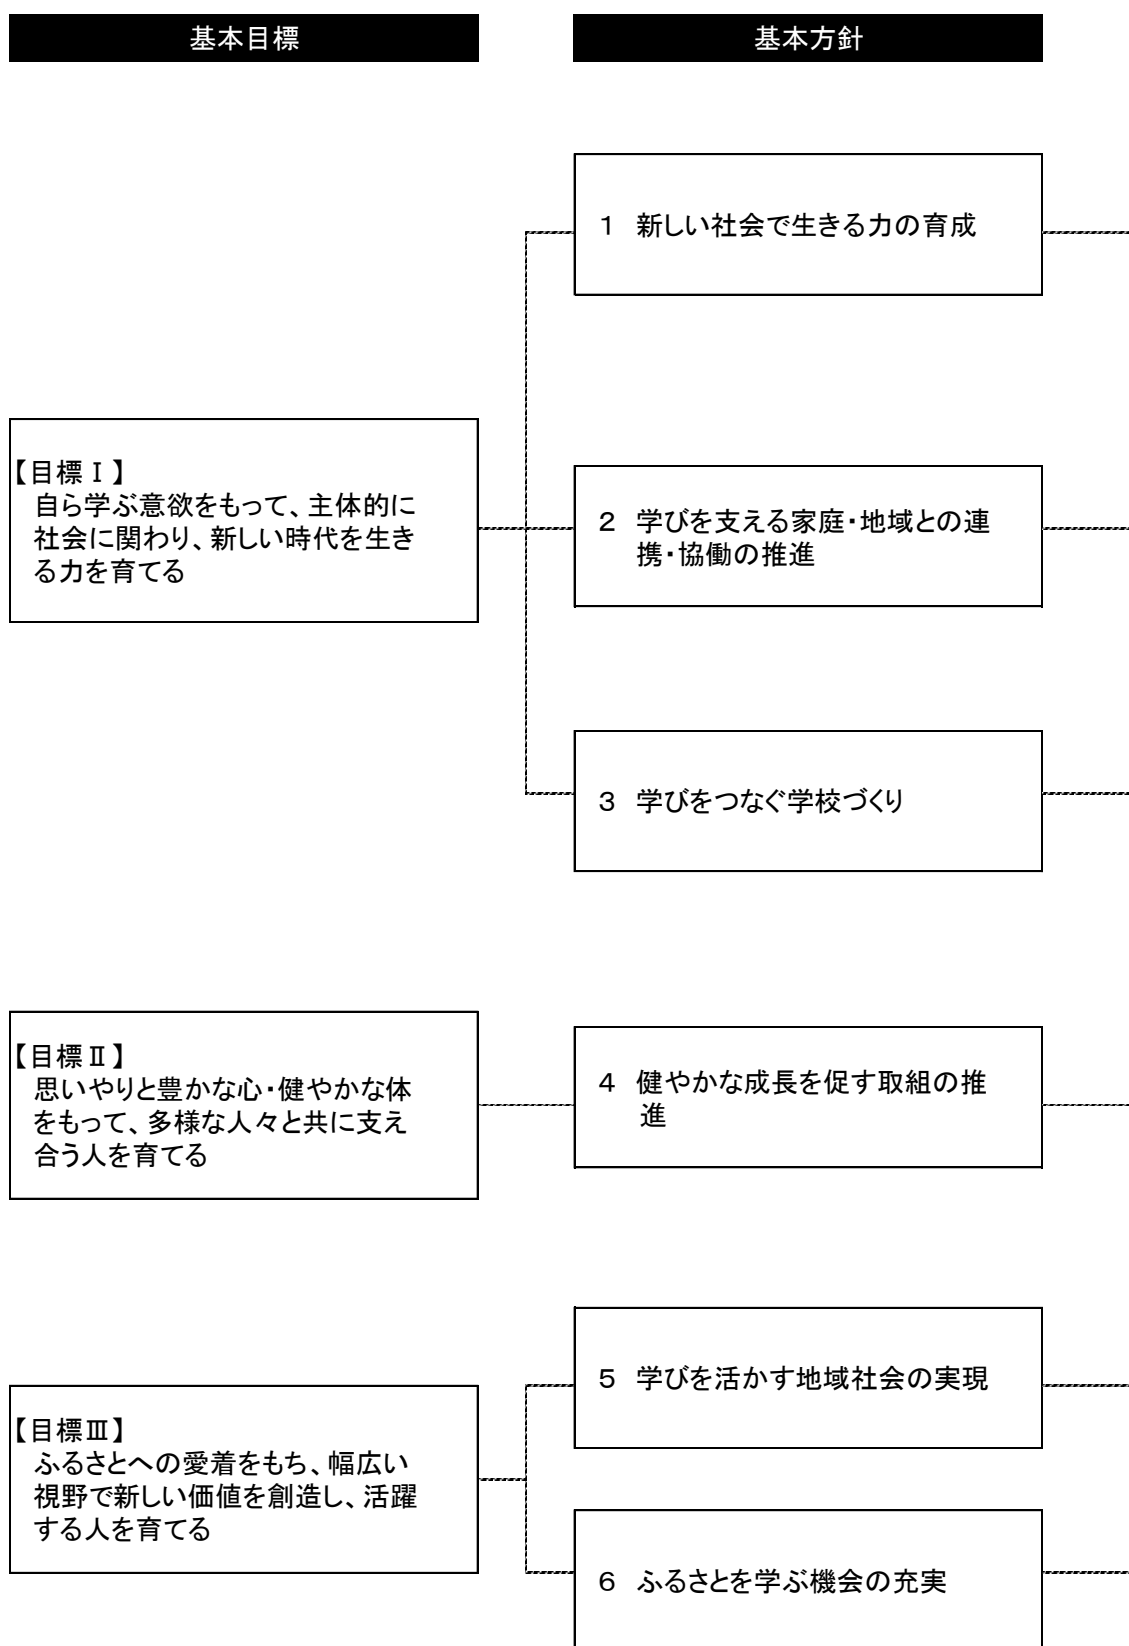 基本目標
基本方針
1 新しい社会で生きる力の育成
【目標Ⅰ】
自ら学ぶ意欲をもって、主体的に
社会に関わり、新しい時代を生き
る力を育てる
2 学びを支える家庭・地域との連
携・協働の推進
3 学びをつなぐ学校づくり
【目標Ⅱ】
思いやりと豊かな心・健やかな体
をもって、多様な人々と共に支え
合う人を育てる
4 健やかな成長を促す取組の推
進
5 学びを活かす地域社会の実現
【目標Ⅲ】
ふるさとへの愛着をもち、幅広い
視野で新しい価値を創造し、活躍
する人を育てる
6 ふるさとを学ぶ機会の充実